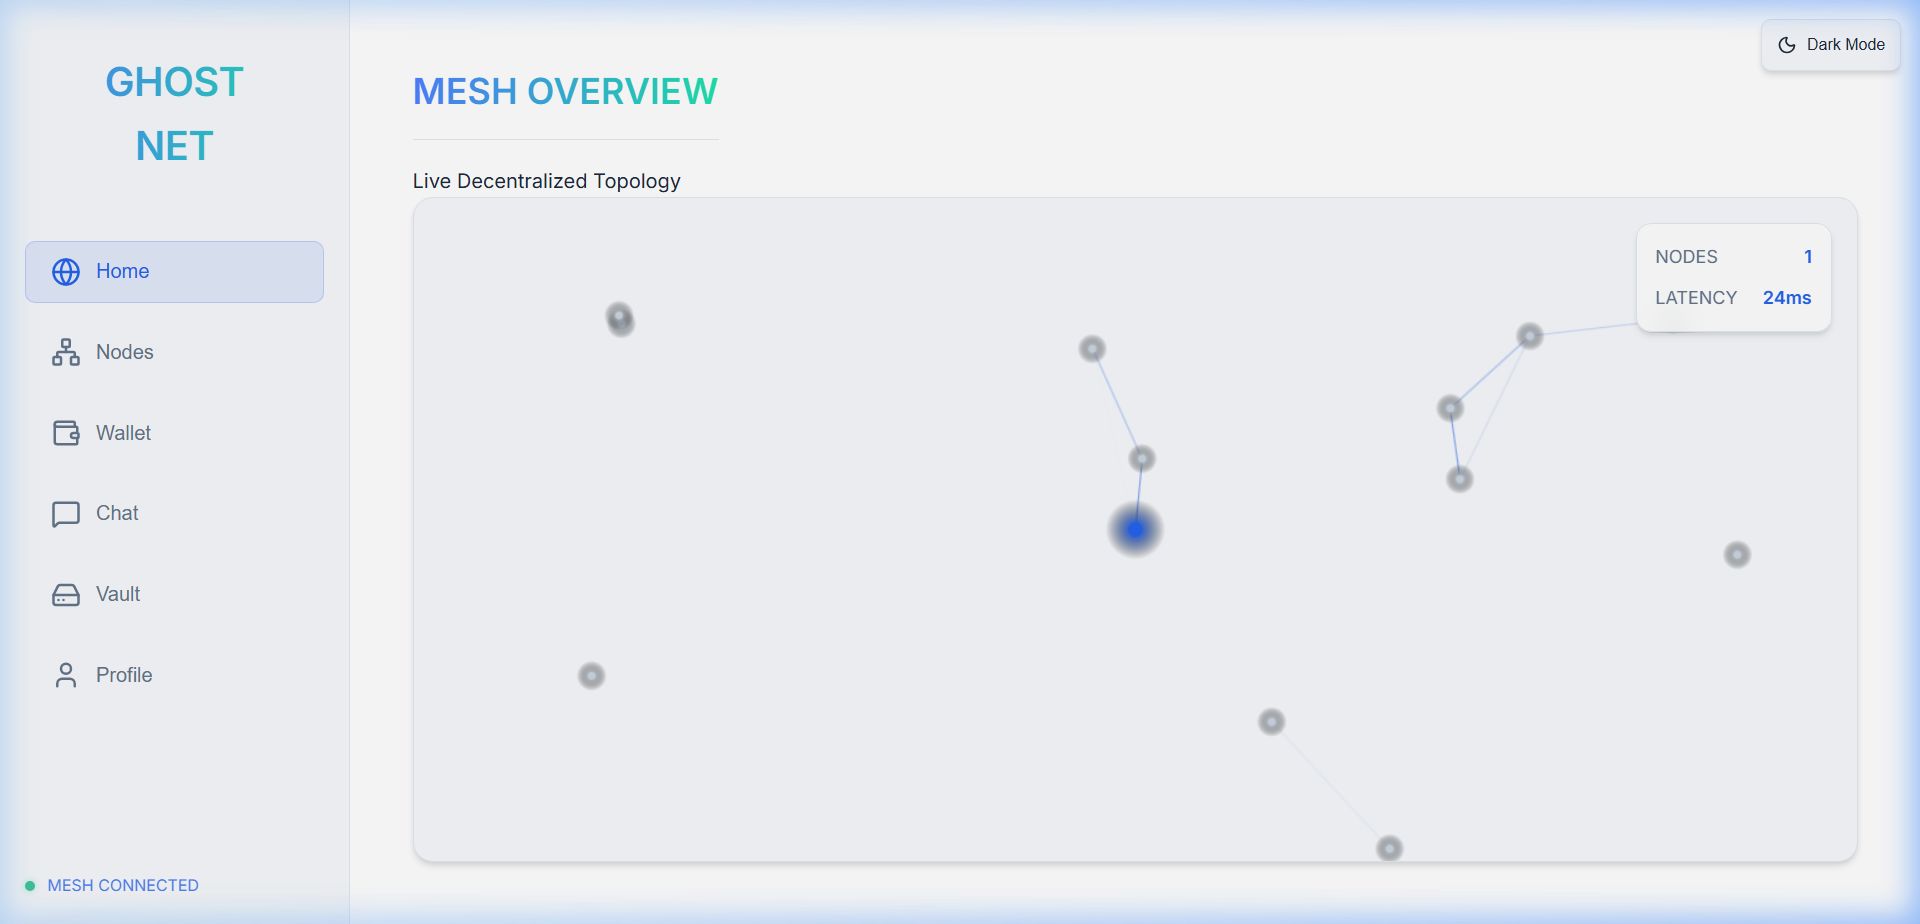 GHOST
NET
Home
Nodes
Wallet
Chat
Vault
Profile
MESH CONNECTED
Dark Mode
MESH OVERVIEW
Live Decentralized Topology
NODES 1
LATENCY 24ms